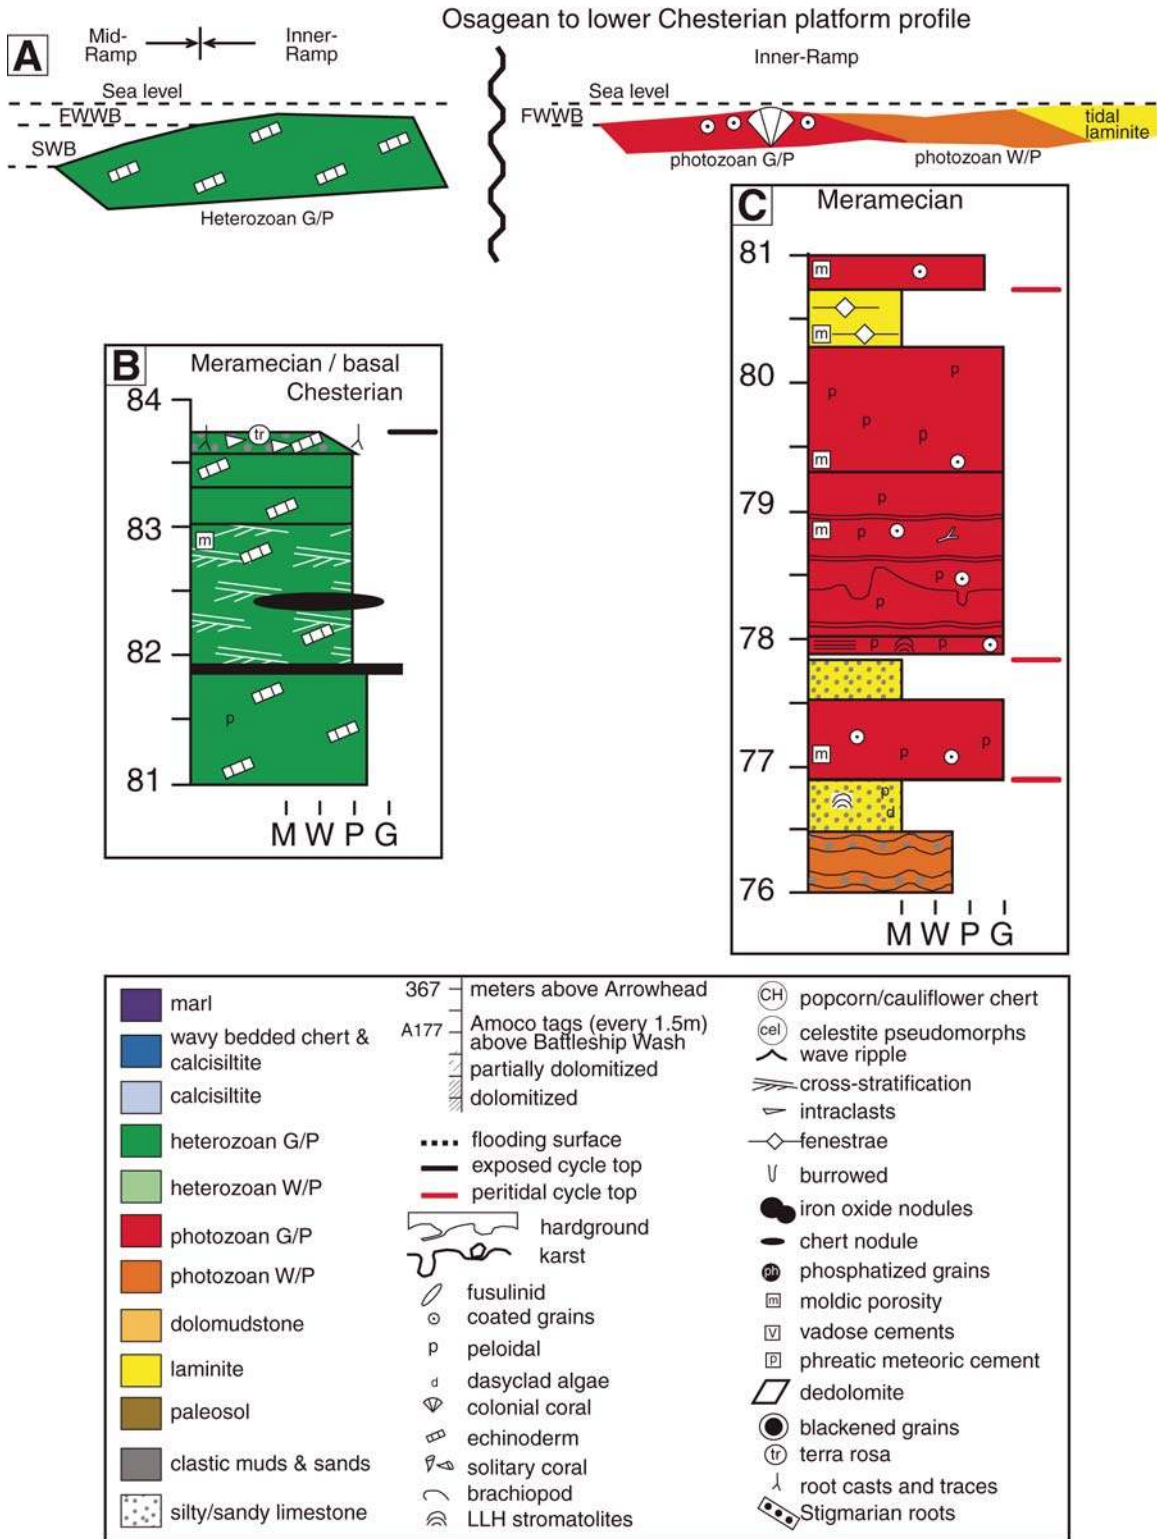 Osagean to lower Chesterian platform profile
A
Mid-
Ramp
Inner-
Ramp
Inner-Ramp
Sea level
FWWB
SWB
Heterozoan G/P
Sea level
FWWB
tidal
laminite
photozoan G/P
photozoan W/P
B
Meramecian / basal
Chesterian
84
tr
83
m
82
p
81
M W P G
C
Meramecian
81
m
m
80
p
p
p
p
m
79
p
m
p
p
p
78
p
p
77
p
m
p
p
d
76
M W P G
marl
wavy bedded chert &
calcisiltite
calcisiltite
heterozoan G/P
heterozoan W/P
photozoan G/P
photozoan W/P
dolomudstone
laminite
paleosol
clastic muds & sands
silty/sandy limestone
367 meters above Arrowhead
A177 Amoco tags (every 1.5m)
above Battleship Wash
partially dolomitized
dolomitized
flooding surface
exposed cycle top
peritidal cycle top
hardground
karst
fusulinid
coated grains
p peloidal
d dasyclad algae
colonial coral
echinoderm
solitary coral
brachiopod
LLH stromatolites
CH popcorn/cauliflower chert
cel celestite pseudomorphs
wave ripple
cross-stratification
intraclasts
fenestrae
burrowed
iron oxide nodules
chert nodule
ph phosphatized grains
m moldic porosity
V vadose cements
P phreatic meteoric cement
dedolomite
blackened grains
tr terra rosa
root casts and traces
Stigmarian roots